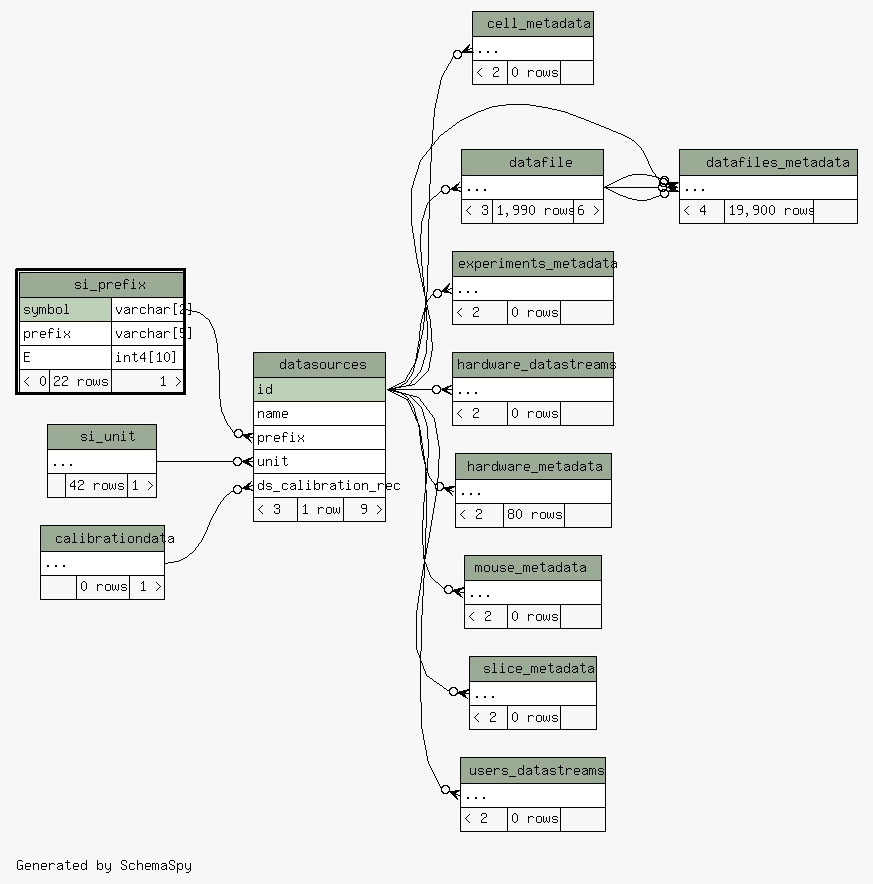 cell_metadata
...
< 2 0 rows
datafile
...
< 3 1,990 rows 6 >
datafiles_metadata
...
< 4 19,900 rows
experiments_metadata
...
< 2 0 rows
si_prefix
symbol varchar[2]
prefix varchar[5]
E int4[10]
< 0 22 rows 1 >
datasources
id
name
prefix
unit
ds_calibration_rec
< 3 1 row 9 >
hardware_datastreams
...
< 2 0 rows
si_unit
...
42 rows 1 >
hardware_metadata
...
< 2 80 rows
calibrationdata
...
0 rows 1 >
mouse_metadata
...
< 2 0 rows
slice_metadata
...
< 2 0 rows
users_datastreams
...
< 2 0 rows
Generated by SchemaSpy